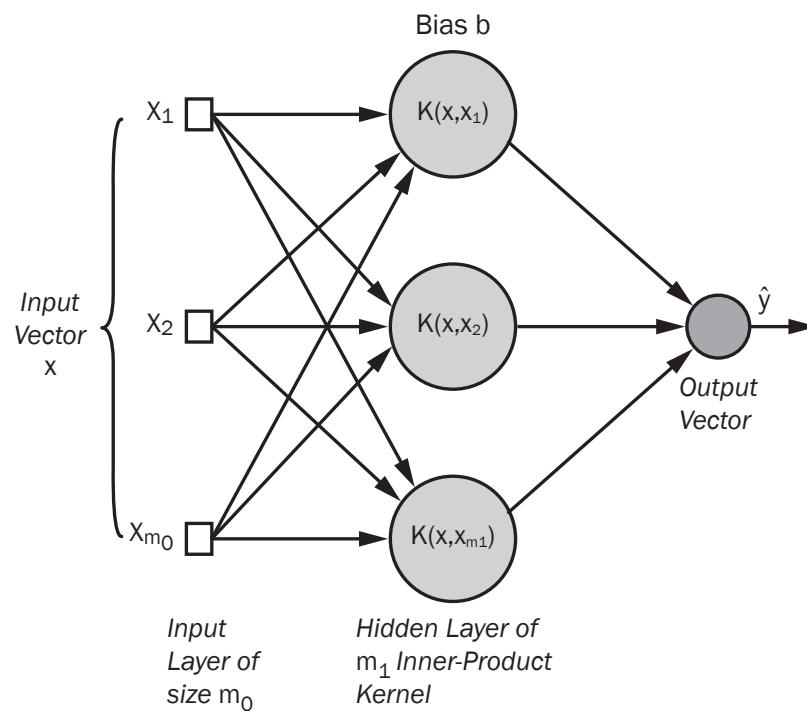 Bias b
X₁
K(x,x₁)
Input
Vector
x
X₂
K(x,x₂)
ŷ
Output
Vector
Xₘ₀
K(x,xₘ₁)
Input
Layer of
size m₀
Hidden Layer of
m₁ Inner-Product
Kernel